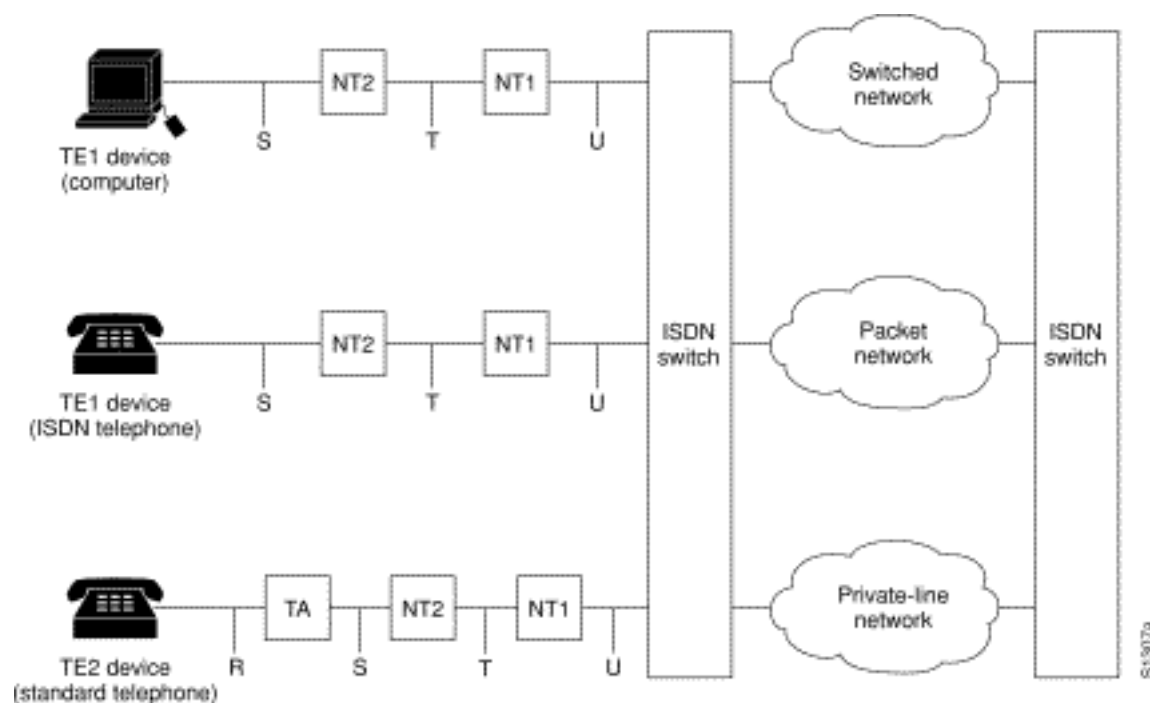 NT2
NT1
Switched
network
S
T
U
TE1 device
(computer)
NT2
NT1
ISDN
switch
Packet
network
ISDN
switch
S
T
U
TE1 device
(ISDN telephone)
TA
NT2
NT1
Private-line
network
R
S
T
U
TE2 device
(standard telephone)
S1307a